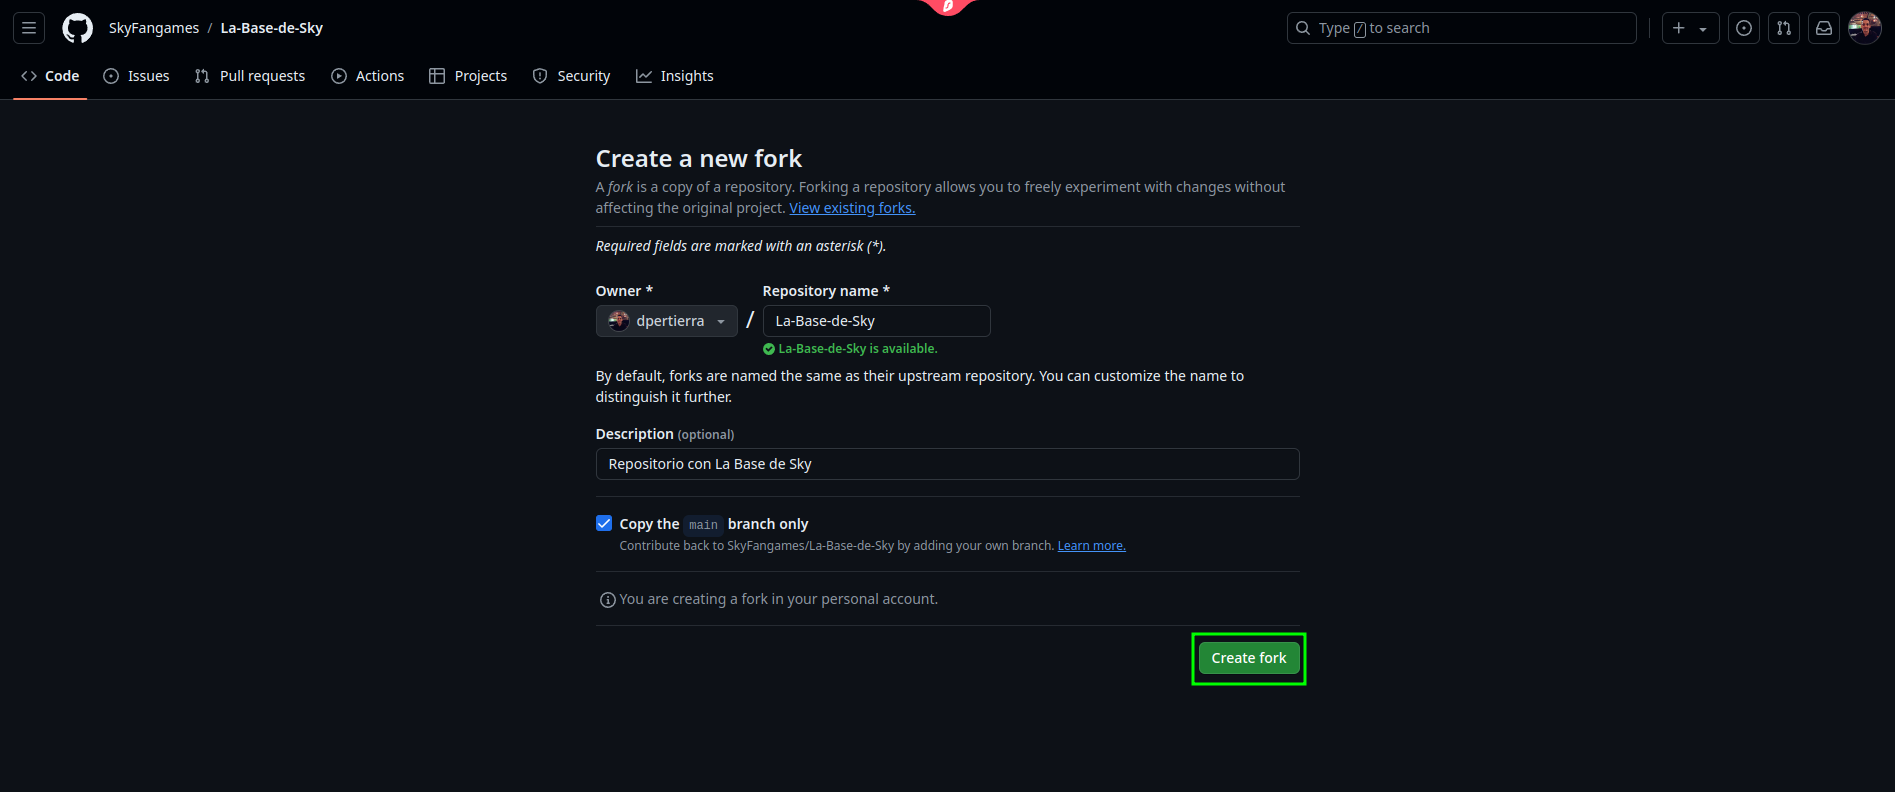 SkyFangames / La-Base-de-Sky
Type / to search
Code Issues Pull requests Actions Projects Security Insights
Create a new fork
A fork is a copy of a repository. Forking a repository allows you to freely experiment with changes without
affecting the original project. View existing forks.
Required fields are marked with an asterisk (*).
Owner * Repository name *
dpertierra / La-Base-de-Sky
La-Base-de-Sky is available.
By default, forks are named the same as their upstream repository. You can customize the name to
distinguish it further.
Description (optional)
Repositorio con La Base de Sky
Copy the main branch only
Contribute back to SkyFangames/La-Base-de-Sky by adding your own branch. Learn more.
You are creating a fork in your personal account.
Create fork